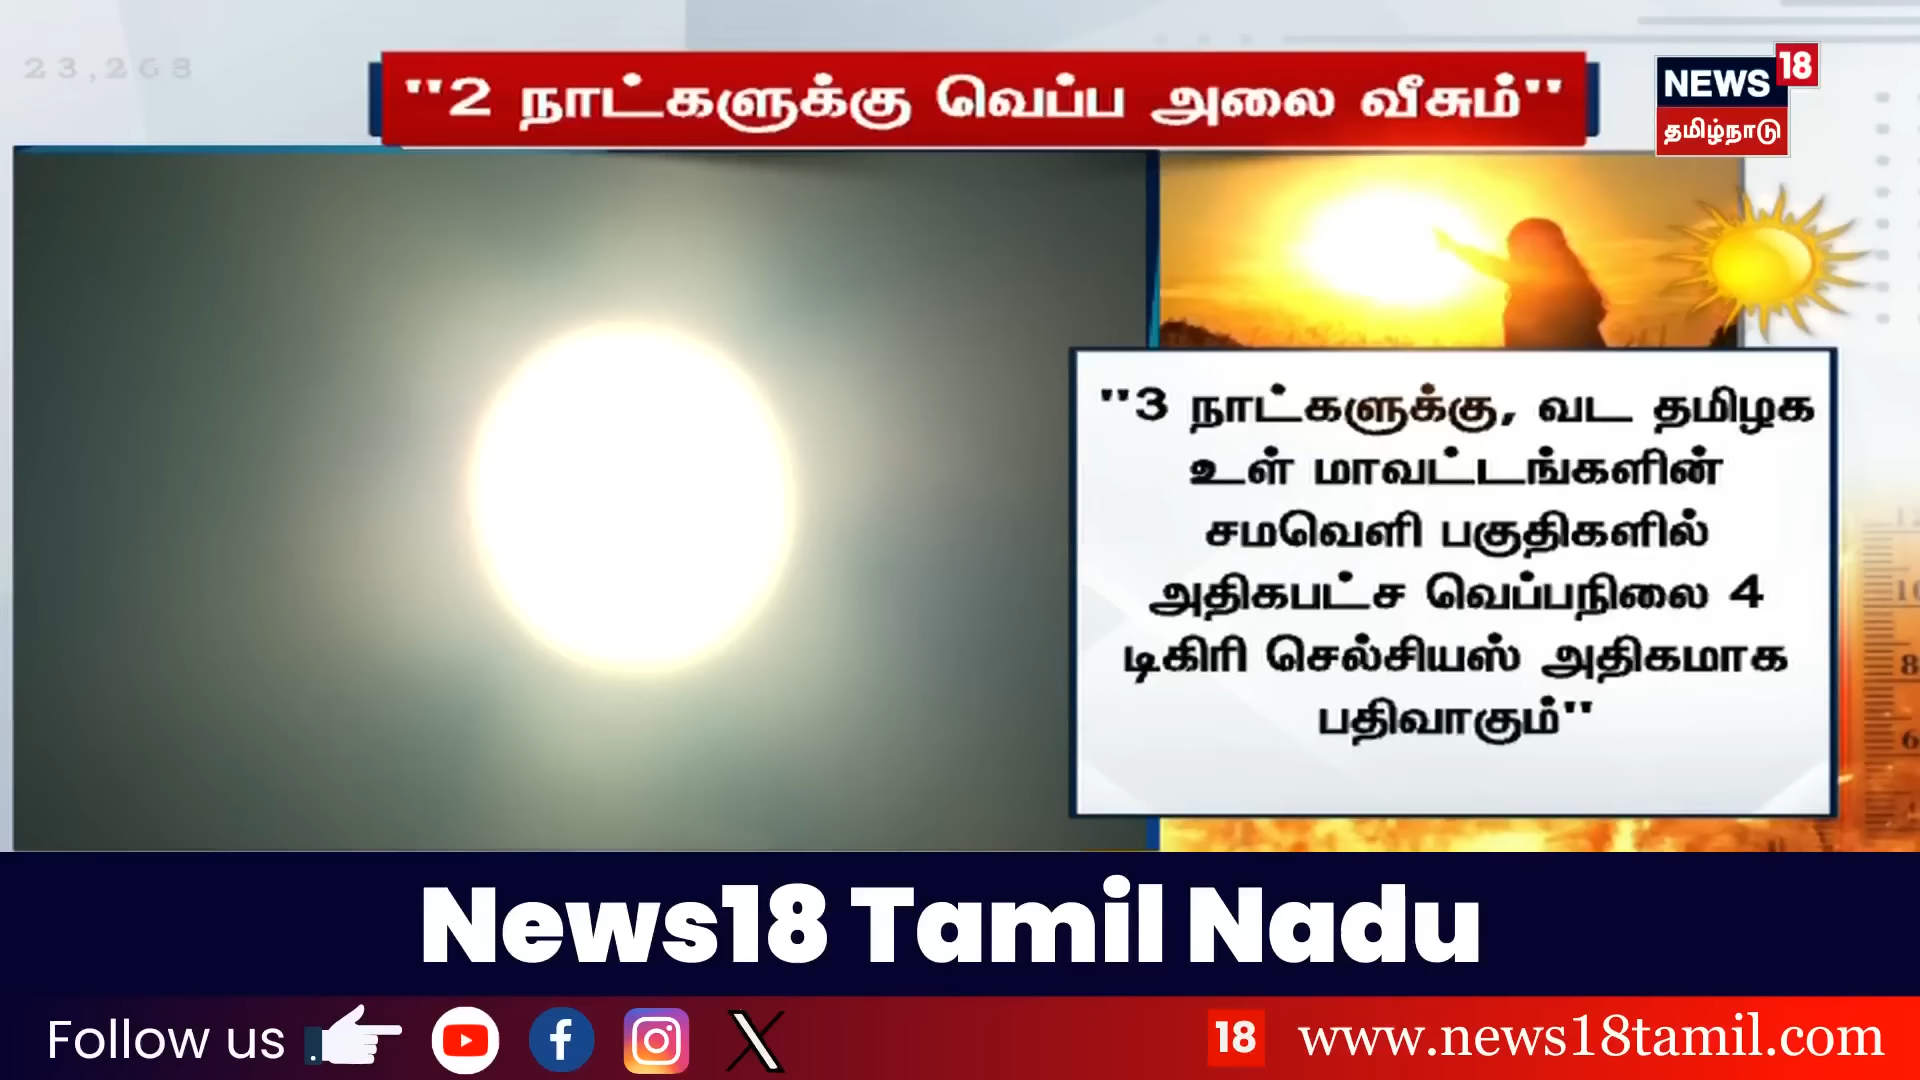 23,268
"2 நாட்களுக்கு வெப்ப அலை வீசும்"
NEWS 18
தமிழ்நாடு
"3 நாட்களுக்கு, வட தமிழக
உள் மாவட்டங்களின்
சமவெளி பகுதிகளில்
அதிகபட்ச வெப்பநிலை 4
டிகிரி செல்சியஸ் அதிகமாக
பதிவாகும்"
News18 Tamil Nadu
Follow us
18 www.news18tamil.com